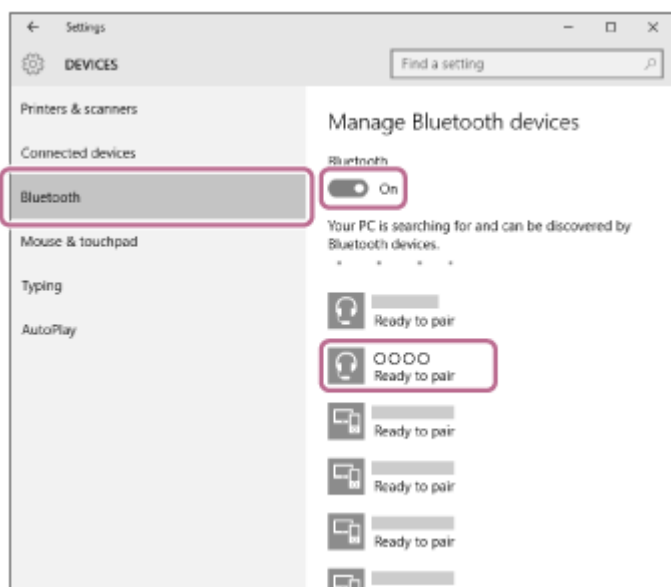 Settings
DEVICES
Find a setting
Printers & scanners
Connected devices
Bluetooth
Mouse & touchpad
Typing
AutoPlay
Manage Bluetooth devices
Bluetooth
On
Your PC is searching for and can be discovered by
Bluetooth devices.
Ready to pair
OOOO
Ready to pair
Ready to pair
Ready to pair
Ready to pair